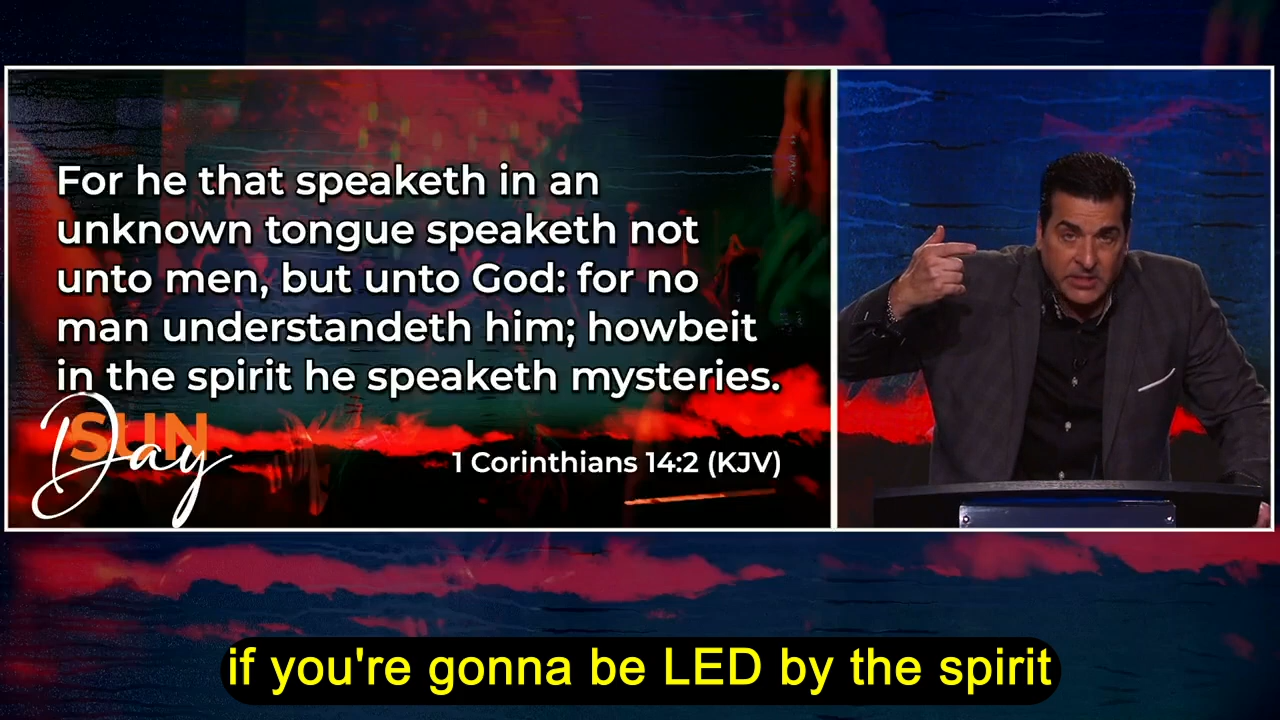 For he that speaketh in an
unknown tongue speaketh not
unto men, but unto God: for no
man understandeth him; howbeit
in the spirit he speaketh mysteries.
SUN
Day
1 Corinthians 14:2 (KJV)
if you're gonna be LED by the spirit